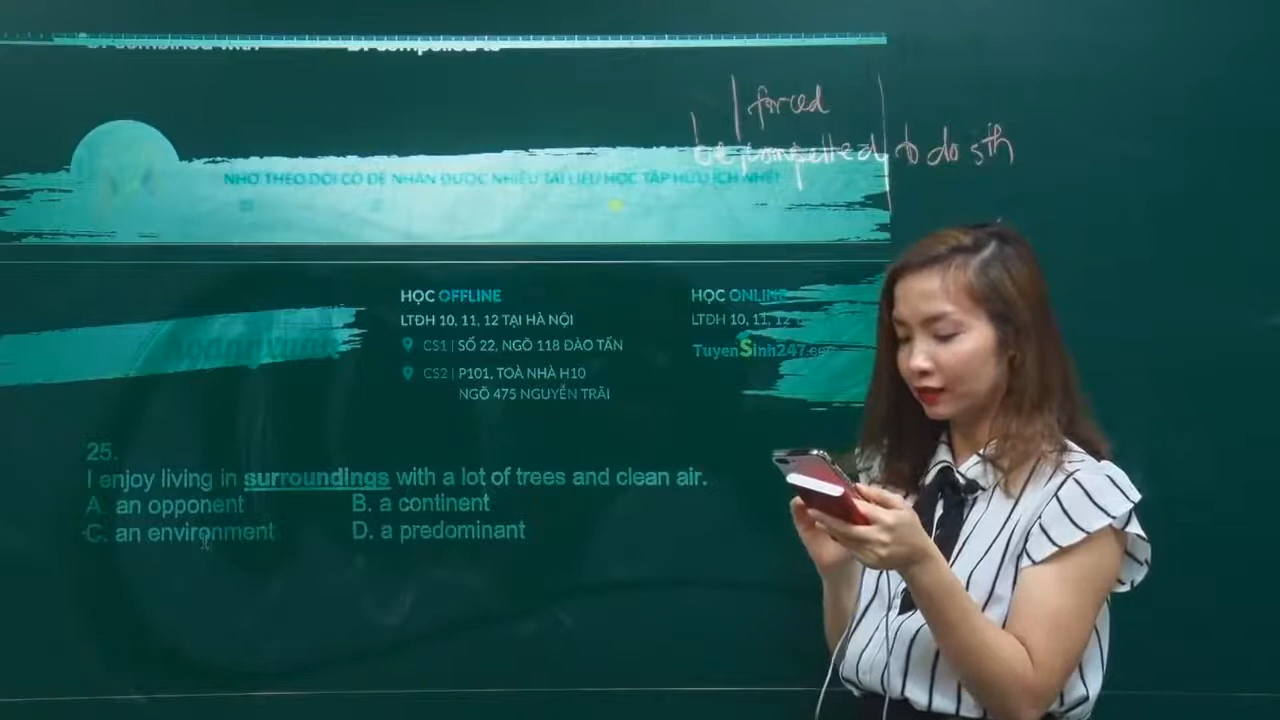 forced
be compelled to do sth
NHỚ THEO DÕI CÔ ĐỂ NHẬN ĐƯỢC NHIỀU TÀI LIỆU HỌC TẬP HỮU ÍCH NHÉ!
HỌC OFFLINE
LTĐH 10, 11, 12 TẠI HÀ NỘI
CS1 | SỐ 22, NGÕ 118 ĐÀO TẤN
CS2 | P101, TOÀ NHÀ H10
NGÕ 475 NGUYỄN TRÃI
HỌC ONLINE
LTĐH 10, 11, 12
TuyenSinh247.com
25.
I enjoy living in surroundings with a lot of trees and clean air.
A. an opponent B. a continent
C. an environment D. a predominant